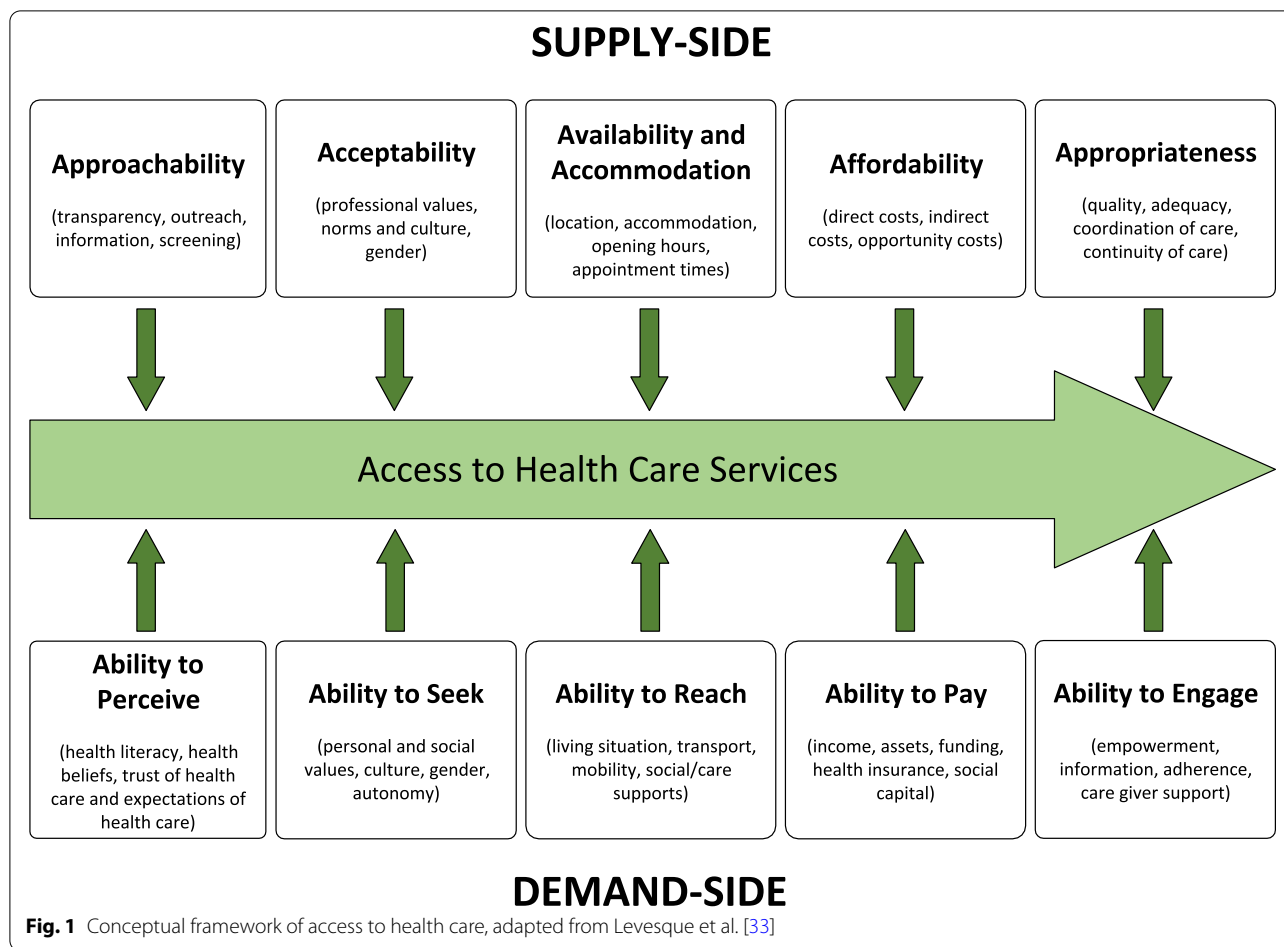 SUPPLY-SIDE
Approachability
(transparency, outreach,
information, screening)
Acceptability
(professional values,
norms and culture,
gender)
Availability and
Accommodation
(location, accommodation,
opening hours,
appointment times)
Affordability
(direct costs, indirect
costs, opportunity costs)
Appropriateness
(quality, adequacy,
coordination of care,
continuity of care)
Access to Health Care Services
Ability to
Perceive
(health literacy, health
beliefs, trust of health
care and expectations of
health care)
Ability to Seek
(personal and social
values, culture, gender,
autonomy)
Ability to Reach
(living situation, transport,
mobility, social/care
supports)
Ability to Pay
(income, assets, funding,
health insurance, social
capital)
Ability to Engage
(empowerment,
information, adherence,
care giver support)
DEMAND-SIDE
Fig. 1 Conceptual framework of access to health care, adapted from Levesque et al. [33]